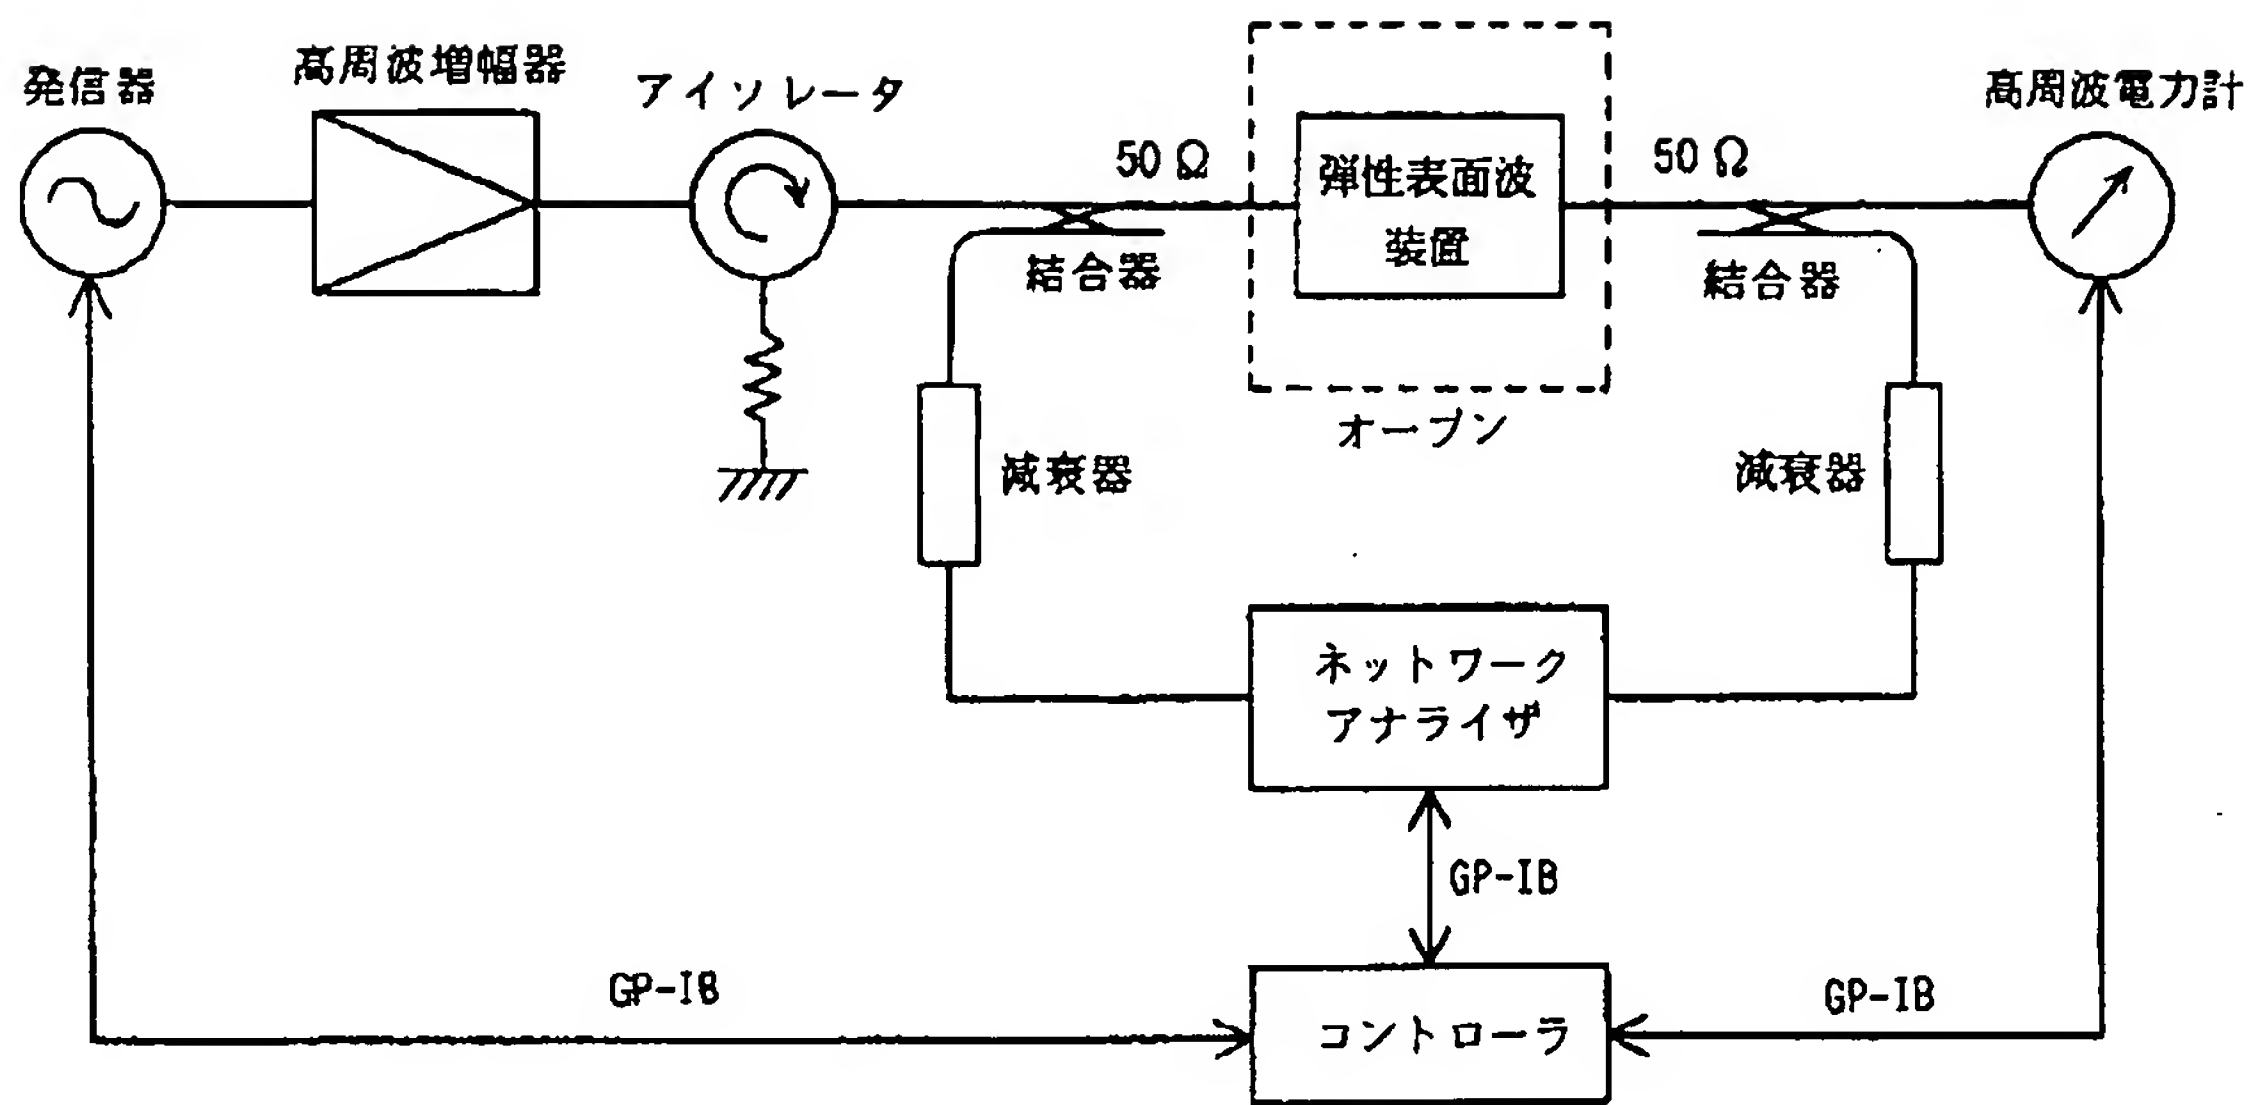 発信器
高周波増幅器
アイソレータ
50 Ω
弾性表面波
装置
50 Ω
高周波電力計
結合器
結合器
オーブン
減衰器
減衰器
ネットワーク
アナライザ
GP-IB
GP-IB
GP-IB
コントローラ